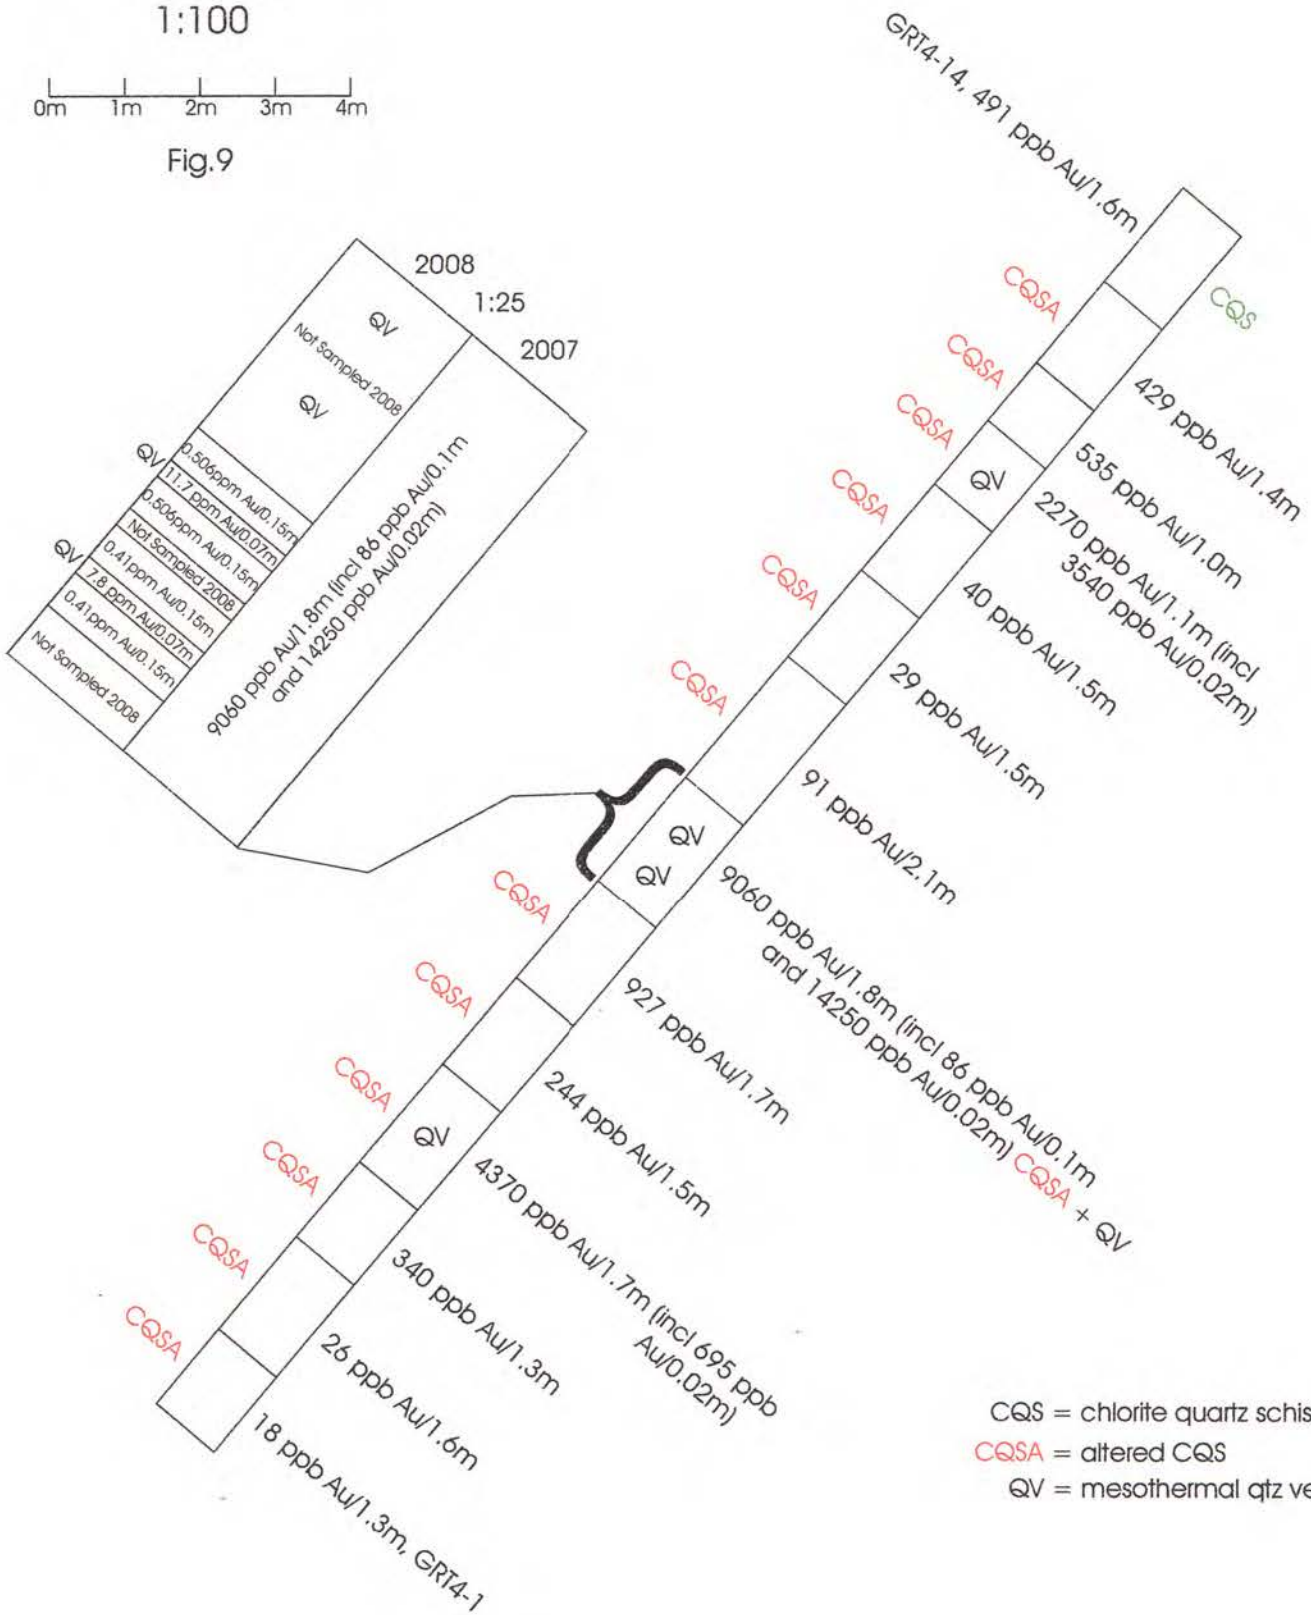 1:100
0m 1m 2m 3m 4m
Fig.9
GRT4-14, 491 ppb Au/1.6m
2008
1:25
2007
QV
Not Sampled 2008
QV
0.506ppm Au/0.15m
QV
11.7 ppm Au/0.07m
0.506ppm Au/0.15m
Not Sampled 2008
0.41ppm Au/0.15m
QV
7.8 ppm Au/0.07m
0.41ppm Au/0.15m
Not Sampled 2008
9060 ppb Au/1.8m (incl 86 ppb Au/0.1m
and 14250 ppb Au/0.02m)
CQS
CQSA
429 ppb Au/1.4m
CQSA
535 ppb Au/1.0m
CQSA
QV
2270 ppb Au/1.1m (incl
3540 ppb Au/0.02m)
CQSA
40 ppb Au/1.5m
CQSA
29 ppb Au/1.5m
CQSA
91 ppb Au/2.1m
QV
QV
9060 ppb Au/1.8m (incl 86 ppb Au/0.1m
and 14250 ppb Au/0.02m) CQSA + QV
CQSA
927 ppb Au/1.7m
CQSA
244 ppb Au/1.5m
CQSA
QV
4370 ppb Au/1.7m (incl 695 ppb
Au/0.02m)
CQSA
340 ppb Au/1.3m
CQSA
26 ppb Au/1.6m
CQSA
18 ppb Au/1.3m, GRT4-1
CQS = chlorite quartz schis
CQSA = altered CQS
QV = mesothermal qtz ve